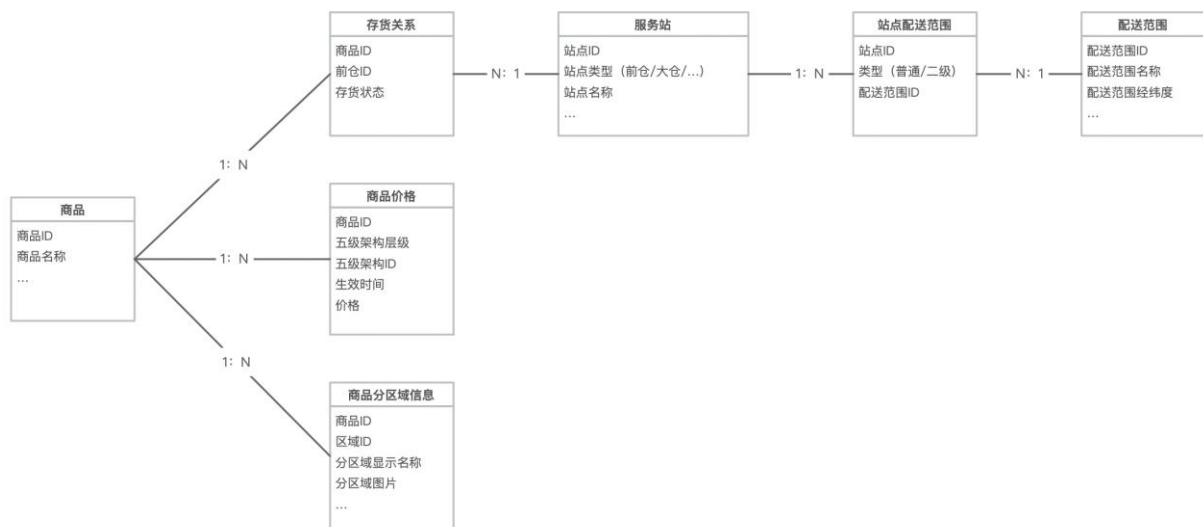 存货关系
商品ID
前仓ID
存货状态
N: 1
服务站
站点ID
站点类型（前仓/大仓/...）
站点名称
...
1: N
站点配送范围
站点ID
类型（普通/二级）
配送范围ID
N: 1
配送范围
配送范围ID
配送范围名称
配送范围经纬度
...
1: N
商品
商品ID
商品名称
...
1: N
商品价格
商品ID
五级架构层级
五级架构ID
生效时间
价格
1: N
商品分区域信息
商品ID
区域ID
分区域显示名称
分区域图片
...